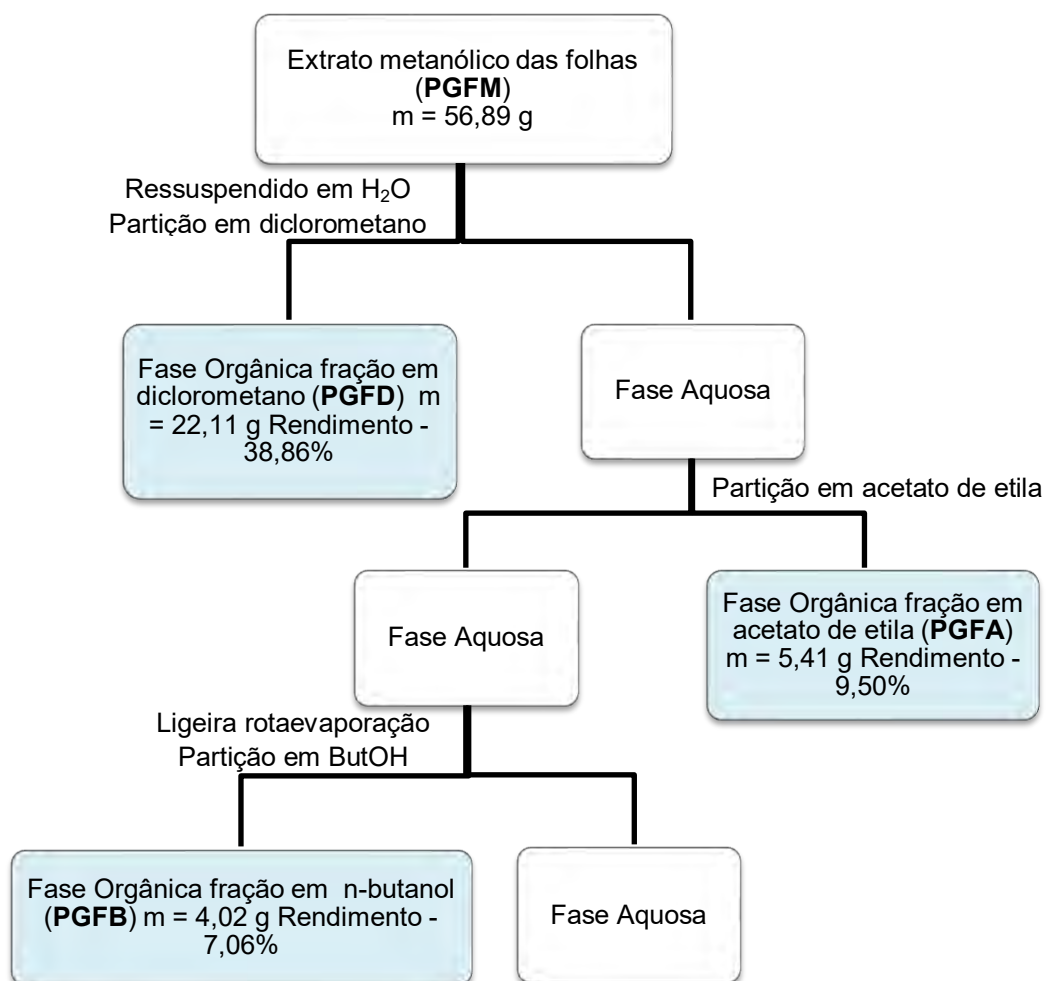 Extrato metanólico das folhas
(PGFM)
m = 56,89 g
Ressuspendido em H₂O
Partição em diclorometano
Fase Orgânica fração em
diclorometano (PGFD) m
= 22,11 g Rendimento -
38,86%
Fase Aquosa
Partição em acetato de etila
Fase Aquosa
Fase Orgânica fração em
acetato de etila (PGFA)
m = 5,41 g Rendimento -
9,50%
Ligeira rotaevaporação
Partição em ButOH
Fase Orgânica fração em n-butanol
(PGFB) m = 4,02 g Rendimento -
7,06%
Fase Aquosa